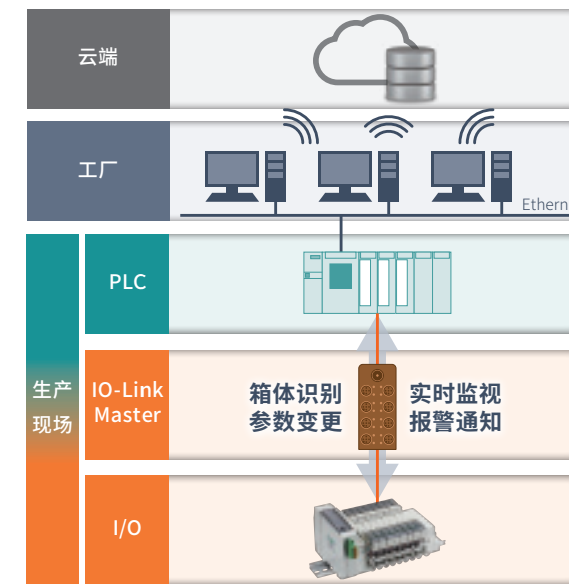 云端
工厂
Ethern
PLC
生产
现场
IO-Link
Master
箱体识别
参数变更
实时监视
报警通知
I/O